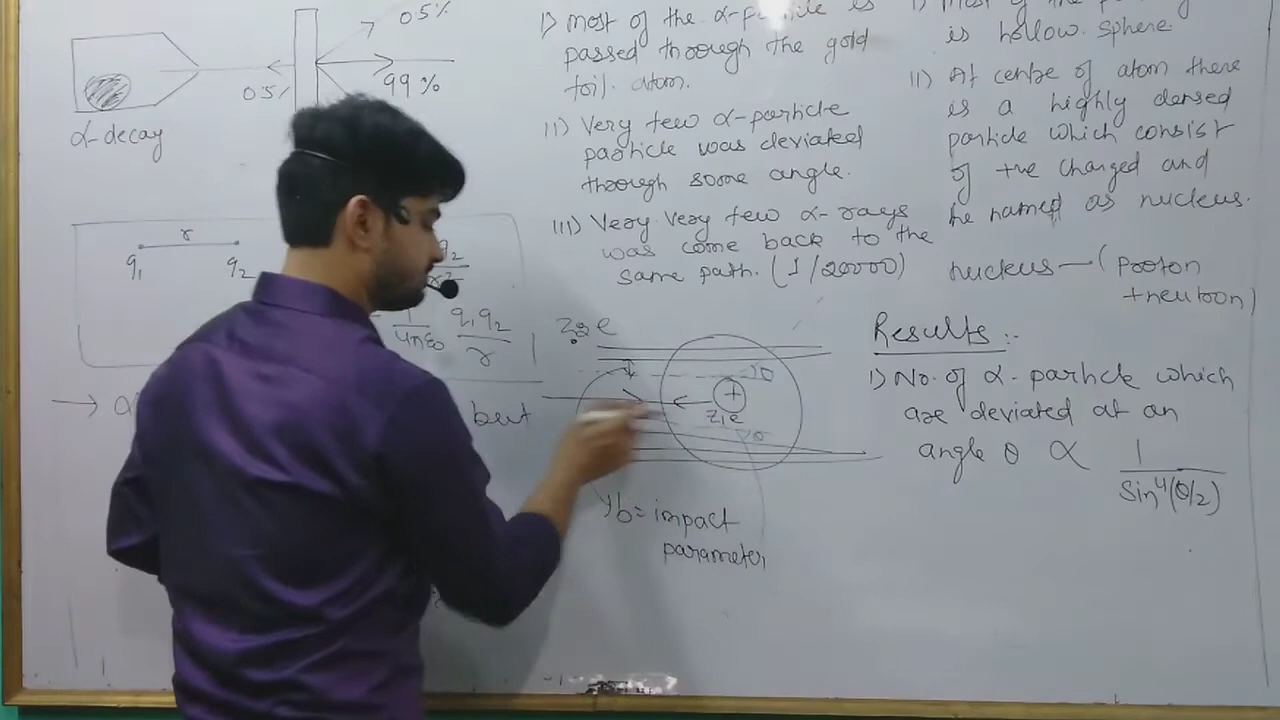 0.5%
0.5%
99%
α-decay
r
q1
q2
1/4πε0 q1q2/r
but
I) Most of the α-particle is
passed through the gold
foil atom.
II) Very few α-particle
particle was deviated
through some angle.
III) Very very few α-rays
was come back to the
same path. (1/20000)
is hollow sphere
II) At centre of atom there
is a highly densed
particle which consist
of +ve charged and
he named as nucleus.
nucleus — (proton
+neutron)
Results :-
I) No. of α-particle which
are deviated at an
angle θ ∝ 1/sin⁴(θ/2)
+
z1e
b = impact
parameter